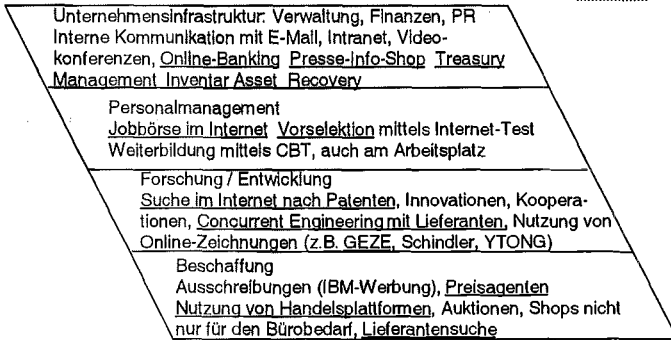 Unternehmensinfrastruktur: Verwaltung, Finanzen, PR
Interne Kommunikation mit E-Mail, Intranet, Video-
konferenzen, Online-Banking Presse-Info-Shop Treasury
Management Inventar Asset Recovery
Personalmanagement
Jobbörse im Internet Vorselektion mittels Internet-Test
Weiterbildung mittels CBT, auch am Arbeitsplatz
Forschung / Entwicklung
Suche im Internet nach Patenten, Innovationen, Koopera-
tionen, Concurrent Engineering mit Lieferanten, Nutzung von
Online-Zeichnungen (z.B. GEZE, Schindler, YTONG)
Beschaffung
Ausschreibungen (IBM-Werbung), Preisagenten
Nutzung von Handelsplattformen, Auktionen, Shops nicht
nur für den Bürobedarf, Lieferantensuche